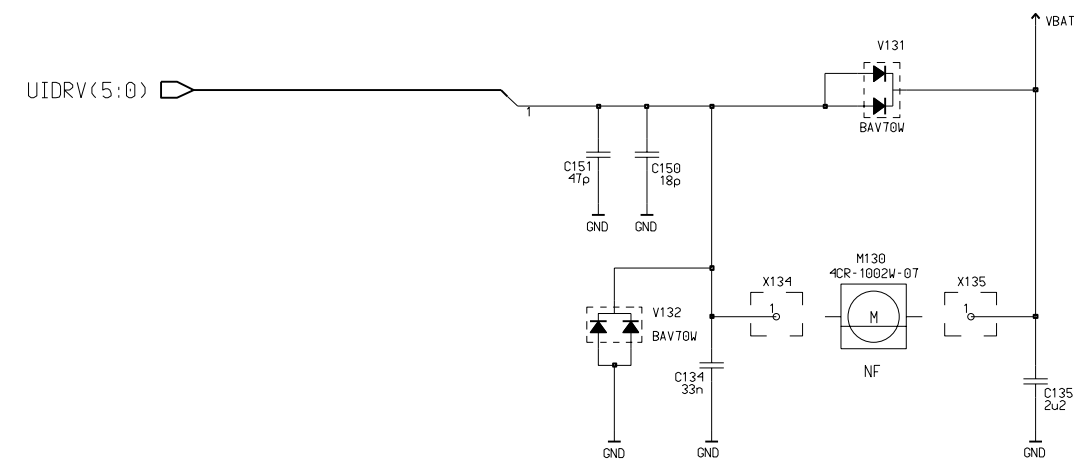 VBAT
V131
UIDRV(5:0)
1
BAV70W
C151
47p
C150
18p
GND
GND
M130
4CR-1002W-07
X134
X135
V132
1
M
1
BAV70W
NF
C134
33n
C135
2u2
GND
GND
GND